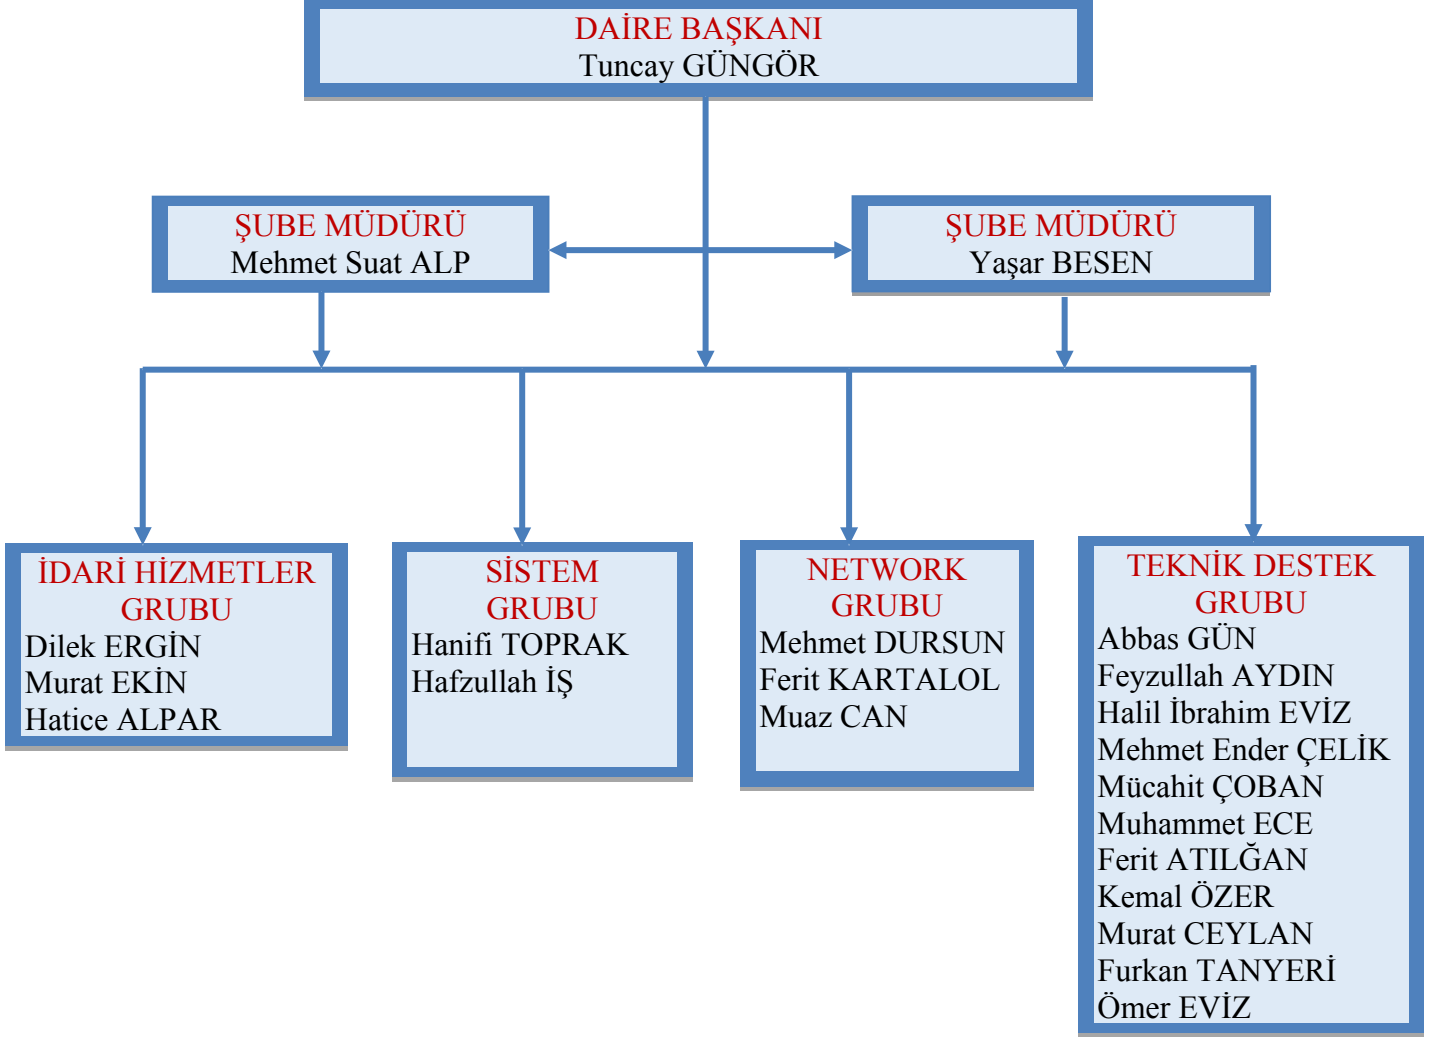 DAİRE BAŞKANI
Tuncay GÜNGÖR
ŞUBE MÜDÜRÜ
Mehmet Suat ALP
ŞUBE MÜDÜRÜ
Yaşar BESEN
İDARİ HİZMETLER
GRUBU
Dilek ERGİN
Murat EKİN
Hatice ALPAR
SİSTEM
GRUBU
Hanifi TOPRAK
Hafzullah İŞ
NETWORK
GRUBU
Mehmet DURSUN
Ferit KARTALOL
Muaz CAN
TEKNİK DESTEK
GRUBU
Abbas GÜN
Feyzullah AYDIN
Halil İbrahim EVİZ
Mehmet Ender ÇELİK
Mücahit ÇOBAN
Muhammet ECE
Ferit ATILĞAN
Kemal ÖZER
Murat CEYLAN
Furkan TANYERİ
Ömer EVİZ